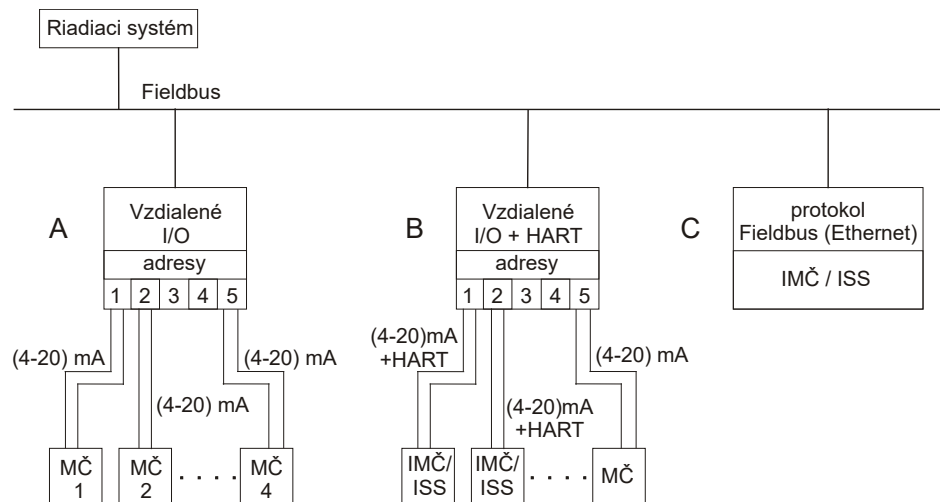 Riadiaci systém
Fieldbus
A
Vzdialené
I/O
adresy
1 2 3 4 5
(4-20) mA
(4-20) mA
(4-20) mA
MČ
1
MČ
2
. . . . .
MČ
4
B
Vzdialené
I/O + HART
adresy
1 2 3 4 5
(4-20)mA
+HART
(4-20) mA
(4-20)mA
+HART
IMČ/
ISS
IMČ/
ISS
. . . . .
MČ
C
protokol
Fieldbus (Ethernet)
IMČ / ISS